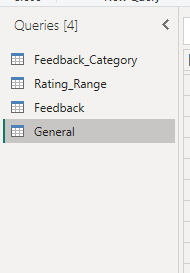 Queries [4]
Feedback_Category
Rating_Range
Feedback
General